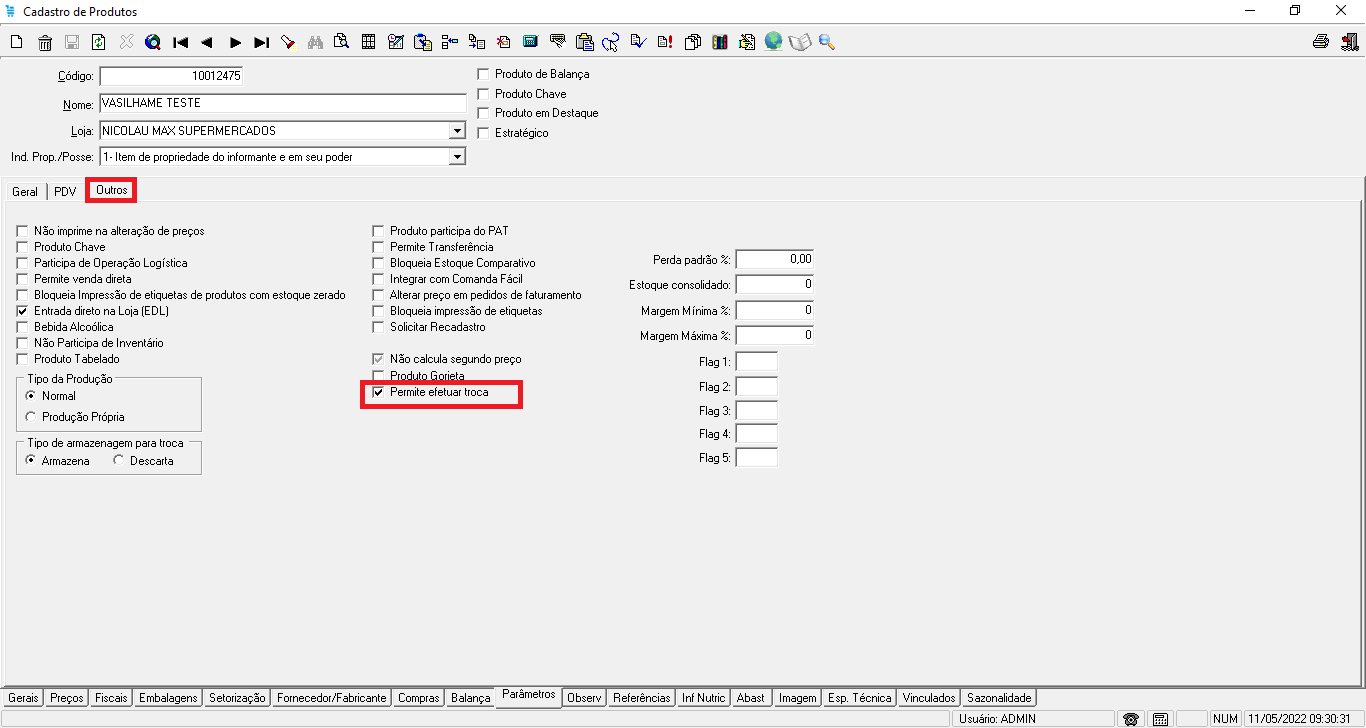 Cadastro de Produtos
Código: 10012475
Nome: VASILHAME TESTE
Loja: NICOLAU MAX SUPERMERCADOS
Ind. Prop./Posse: 1- Item de propriedade do informante e em seu poder
Produto de Balança
Produto Chave
Produto em Destaque
Estratégico
Geral PDV Outros
Não imprime na alteração de preços
Produto Chave
Participa de Operação Logística
Permite venda direta
Bloqueia Impressão de etiquetas de produtos com estoque zerado
Entrada direto na Loja (EDL)
Bebida Alcoólica
Não Participa de Inventário
Produto Tabelado
Tipo da Produção
Normal
Produção Própria
Tipo de armazenagem para troca
Armazena Descarta
Produto participa do PAT
Permite Transferência
Bloqueia Estoque Comparativo
Integrar com Comanda Fácil
Alterar preço em pedidos de faturamento
Bloqueia impressão de etiquetas
Solicitar Recadastro
Não calcula segundo preço
Produto Gorjeta
Permite efetuar troca
Perda padrão %: 0,00
Estoque consolidado: 0
Margem Mínima %: 0
Margem Máxima %: 0
Flag 1:
Flag 2:
Flag 3:
Flag 4:
Flag 5:
Gerais Preços Fiscais Embalagens Setorização Fornecedor/Fabricante Compras Balança Parâmetros Observ Referências Inf Nutric Abast Imagem Esp. Técnica Vinculados Sazonalidade
Usuário: ADMIN NUM 11/05/2022 09:30:31